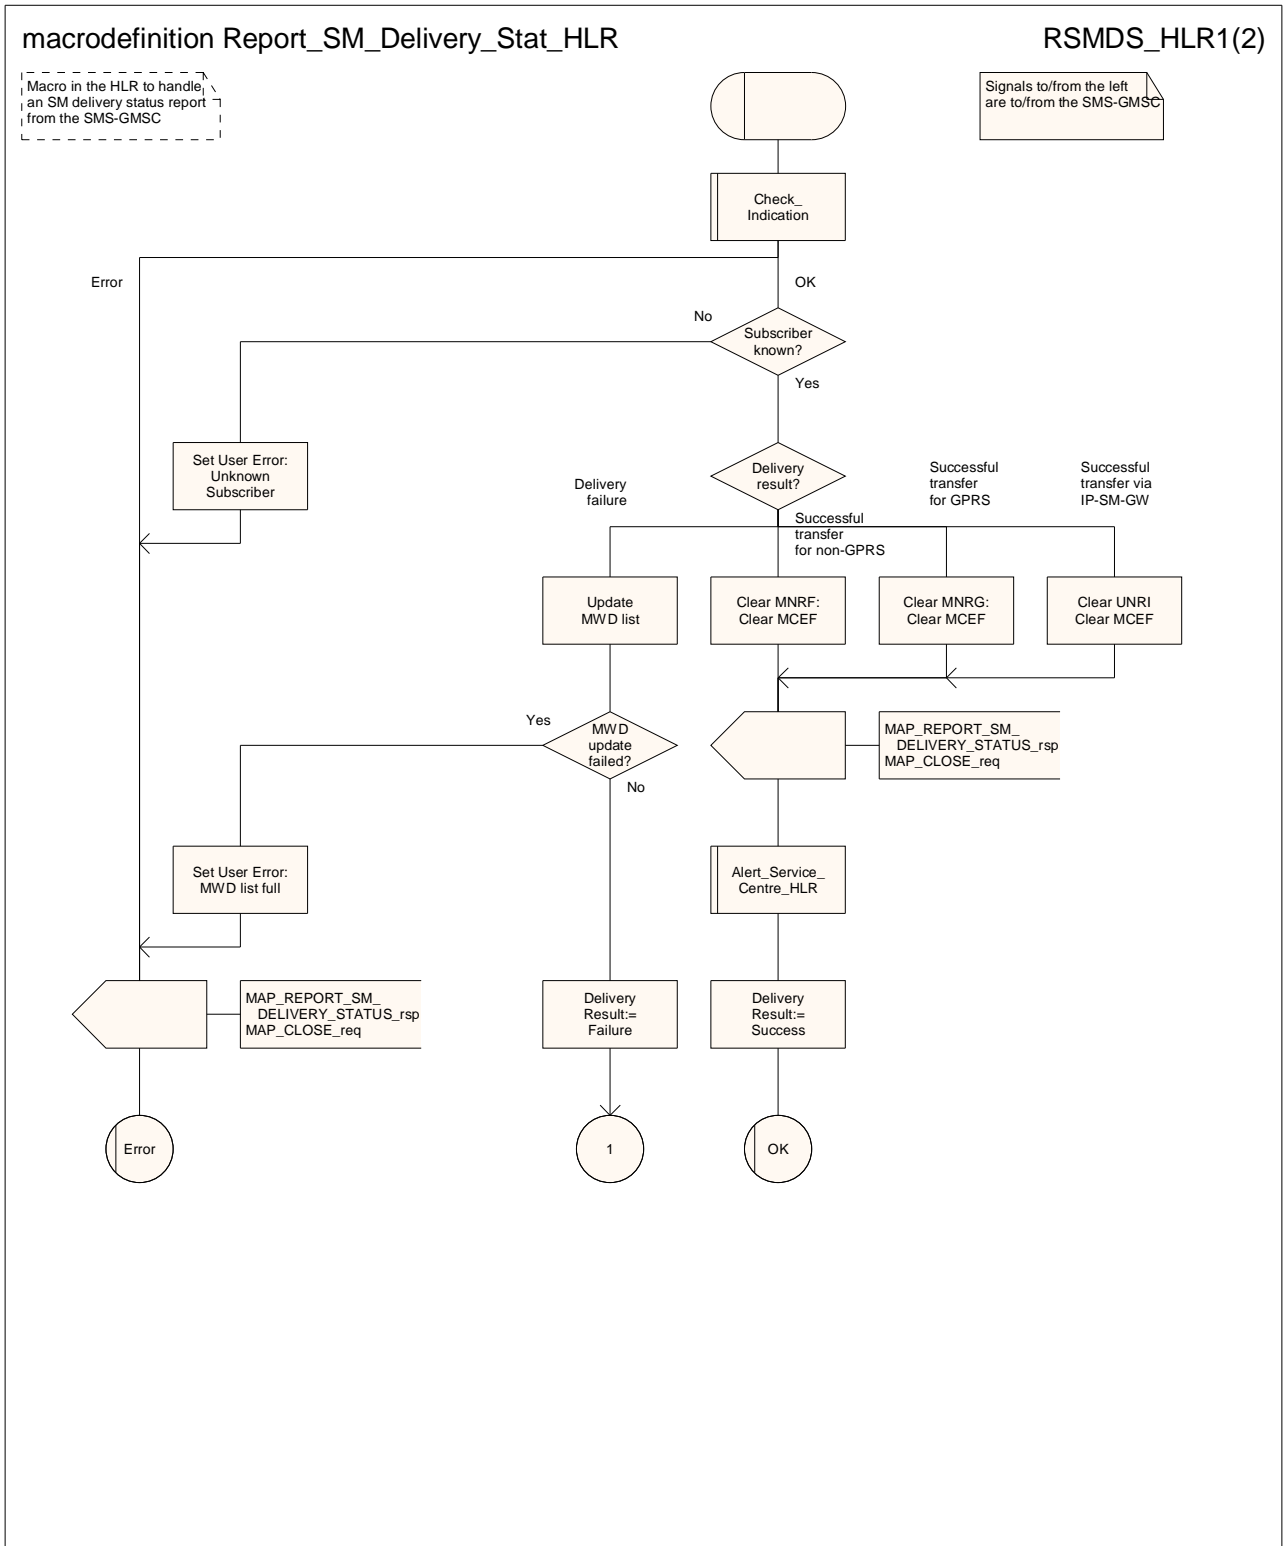 macrodefinition Report_SM_Delivery_Stat_HLR
RSMDS_HLR1(2)
Macro in the HLR to handle
an SM delivery status report
from the SMS-GMSC
Signals to/from the left
are to/from the SMS-GMSC
Check_
Indication
Error
OK
No
Subscriber
known?
Yes
Set User Error:
Unknown
Subscriber
Delivery
result?
Delivery
failure
Successful
transfer
for non-GPRS
Successful
transfer
for GPRS
Successful
transfer via
IP-SM-GW
Update
MWD list
Clear MNRF:
Clear MCEF
Clear MNRG:
Clear MCEF
Clear UNRI
Clear MCEF
Yes
MWD
update
failed?
No
MAP_REPORT_SM_
DELIVERY_STATUS_rsp
MAP_CLOSE_req
Set User Error:
MWD list full
Alert_Service_
Centre_HLR
MAP_REPORT_SM_
DELIVERY_STATUS_rsp
MAP_CLOSE_req
Delivery
Result:=
Failure
Delivery
Result:=
Success
Error
1
OK